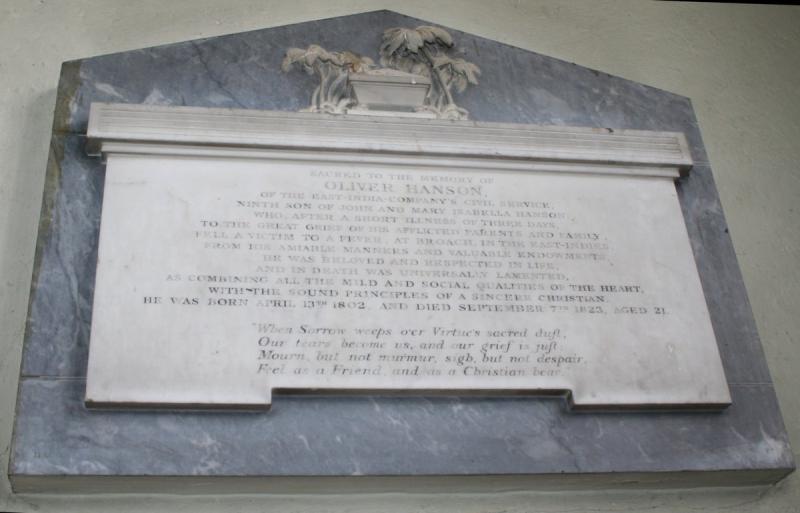 SACRED TO THE MEMORY OF
OLIVER HANSON,
OF THE EAST-INDIA-COMPANY'S CIVIL SERVICE,
NINTH SON OF JOHN AND MARY ISABELLA HANSON,
WHO, AFTER A SHORT ILLNESS OF THREE DAYS,
TO THE GREAT GRIEF OF HIS AFFLICTED PARENTS AND FAMILY,
FELL A VICTIM TO A FEVER, AT BROACH, IN THE EAST-INDIES.
FROM HIS AMIABLE MANNERS AND VALUABLE ENDOWMENTS,
HE WAS BELOVED AND RESPECTED IN LIFE,
AND IN DEATH WAS UNIVERSALLY LAMENTED,
AS COMBINING ALL THE MILD AND SOCIAL QUALITIES OF THE HEART,
WITH THE SOUND PRINCIPLES OF A SINCERE CHRISTIAN.
HE WAS BORN APRIL 13TH 1802, AND DIED SEPTEMBER 7TH 1823, AGED 21.
"When Sorrow weeps o'er Virtue's sacred dust,
Our tears become us, and our grief is just:
Mourn, but not murmur, sigh, but not despair,
Feel as a Friend, and as a Christian bear."